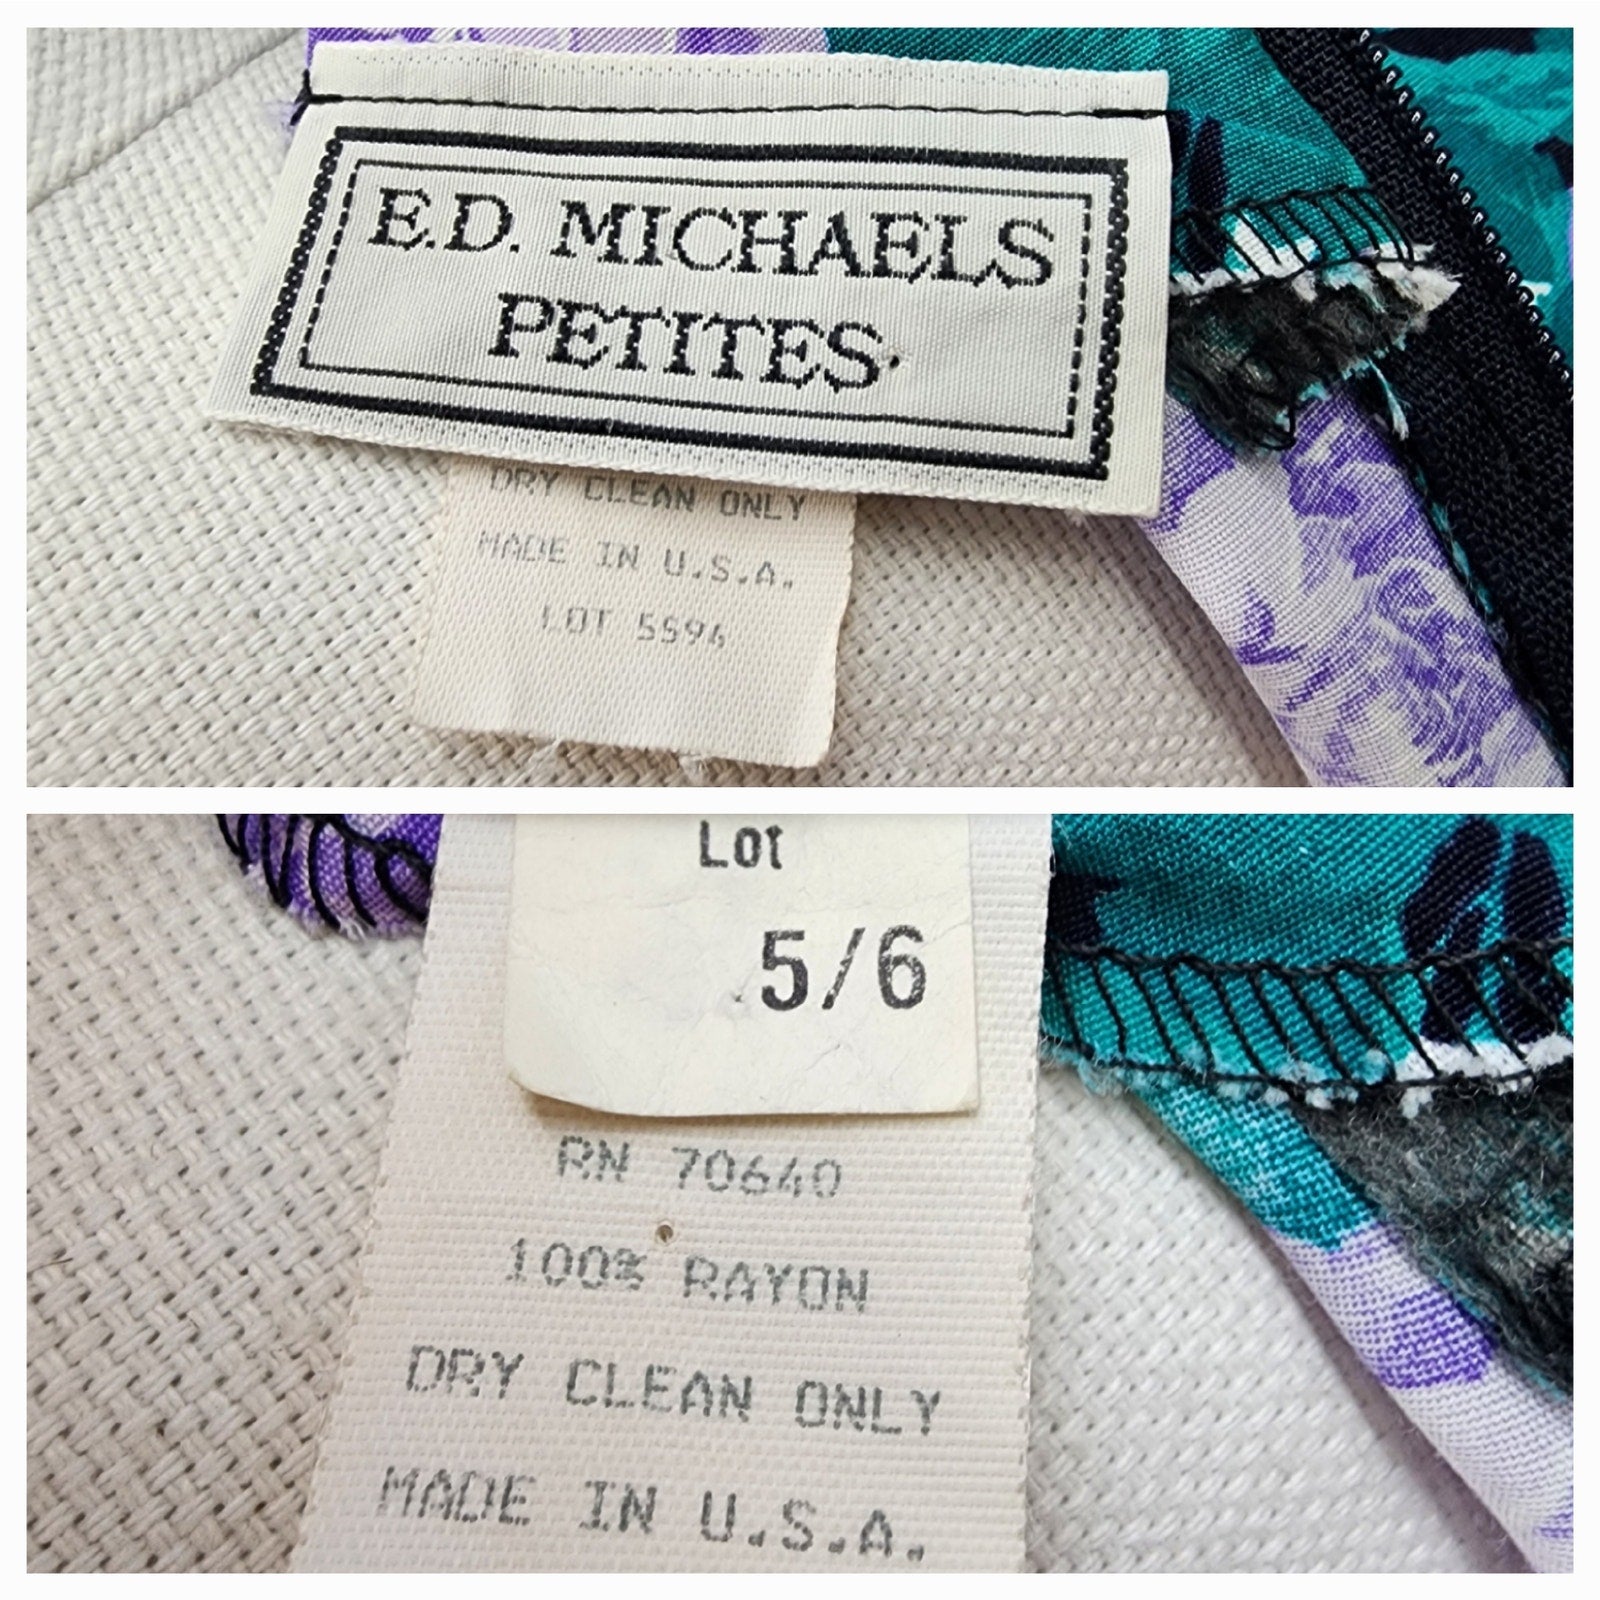 E.D. MICHAELS
PETITES
DRY CLEAN ONLY
MADE IN U.S.A.
LOT 5594
Lot
5/6
RN 70640
100% RAYON
DRY CLEAN ONLY
MADE IN U.S.A.